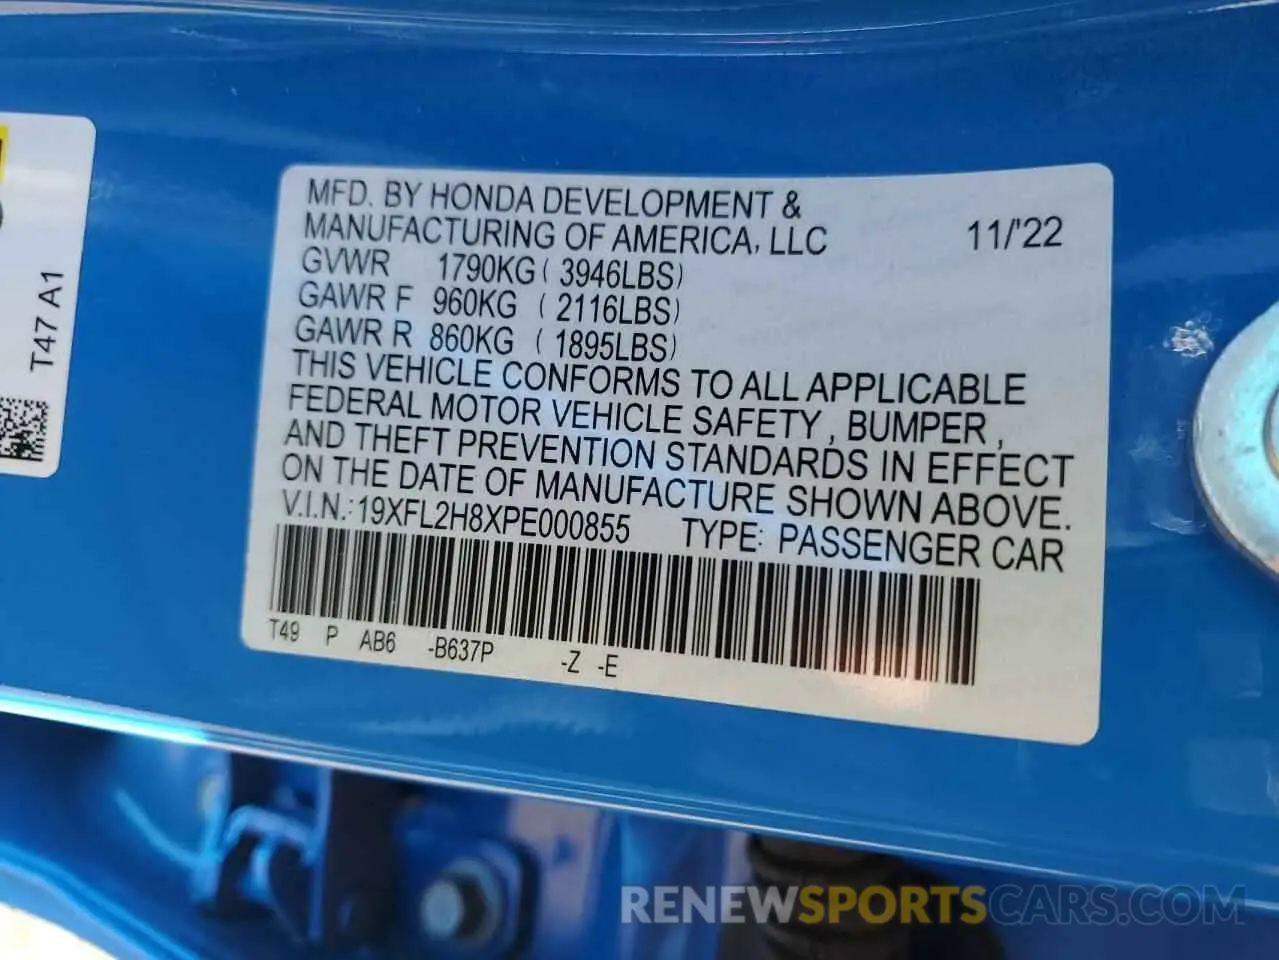 T47 A1
MFD. BY HONDA DEVELOPMENT &
MANUFACTURING OF AMERICA, LLC 11/'22
GVWR 1790KG ( 3946LBS)
GAWR F 960KG ( 2116LBS)
GAWR R 860KG ( 1895LBS)
THIS VEHICLE CONFORMS TO ALL APPLICABLE
FEDERAL MOTOR VEHICLE SAFETY , BUMPER ,
AND THEFT PREVENTION STANDARDS IN EFFECT
ON THE DATE OF MANUFACTURE SHOWN ABOVE.
V.I.N.: 19XFL2H8XPE000855 TYPE: PASSENGER CAR
T49 P AB6 -B637P -Z -E
RENEWSPORTSCARS.COM